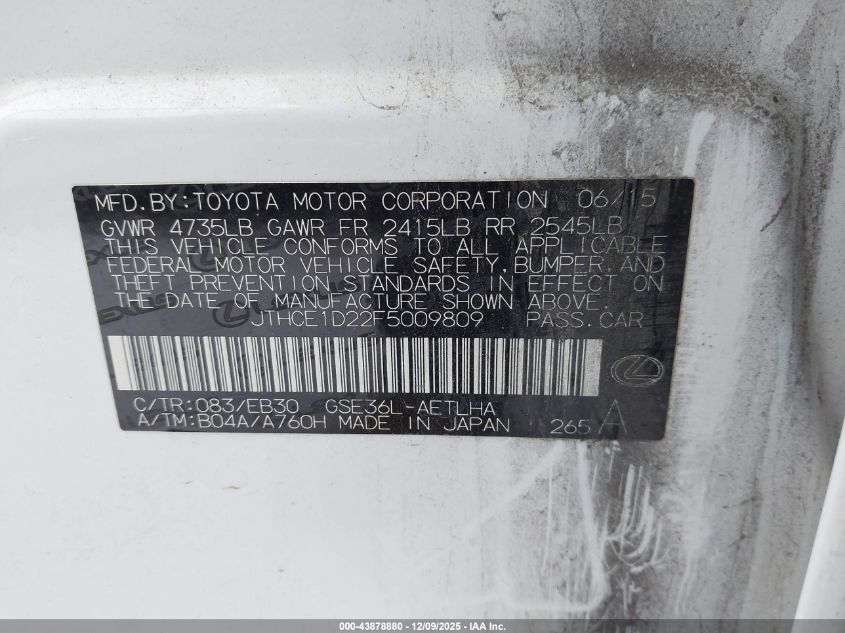 MFD. BY:TOYOTA MOTOR CORPORATION 06/15
GVWR 4735LB GAWR FR 2415LB RR 2545LB
THIS VEHICLE CONFORMS TO ALL APPLICABLE
FEDERAL MOTOR VEHICLE SAFETY,BUMPER,AND
THEFT PREVENTION STANDARDS IN EFFECT ON
THE DATE OF MANUFACTURE SHOWN ABOVE.
JTHCE1D22F5009809 PASS.CAR
C/TR:083/EB30 GSE36L-AETLHA
A/TM:B04A/A760H MADE IN JAPAN 265 A
000-43878880 - 12/09/2025 - IAA Inc.